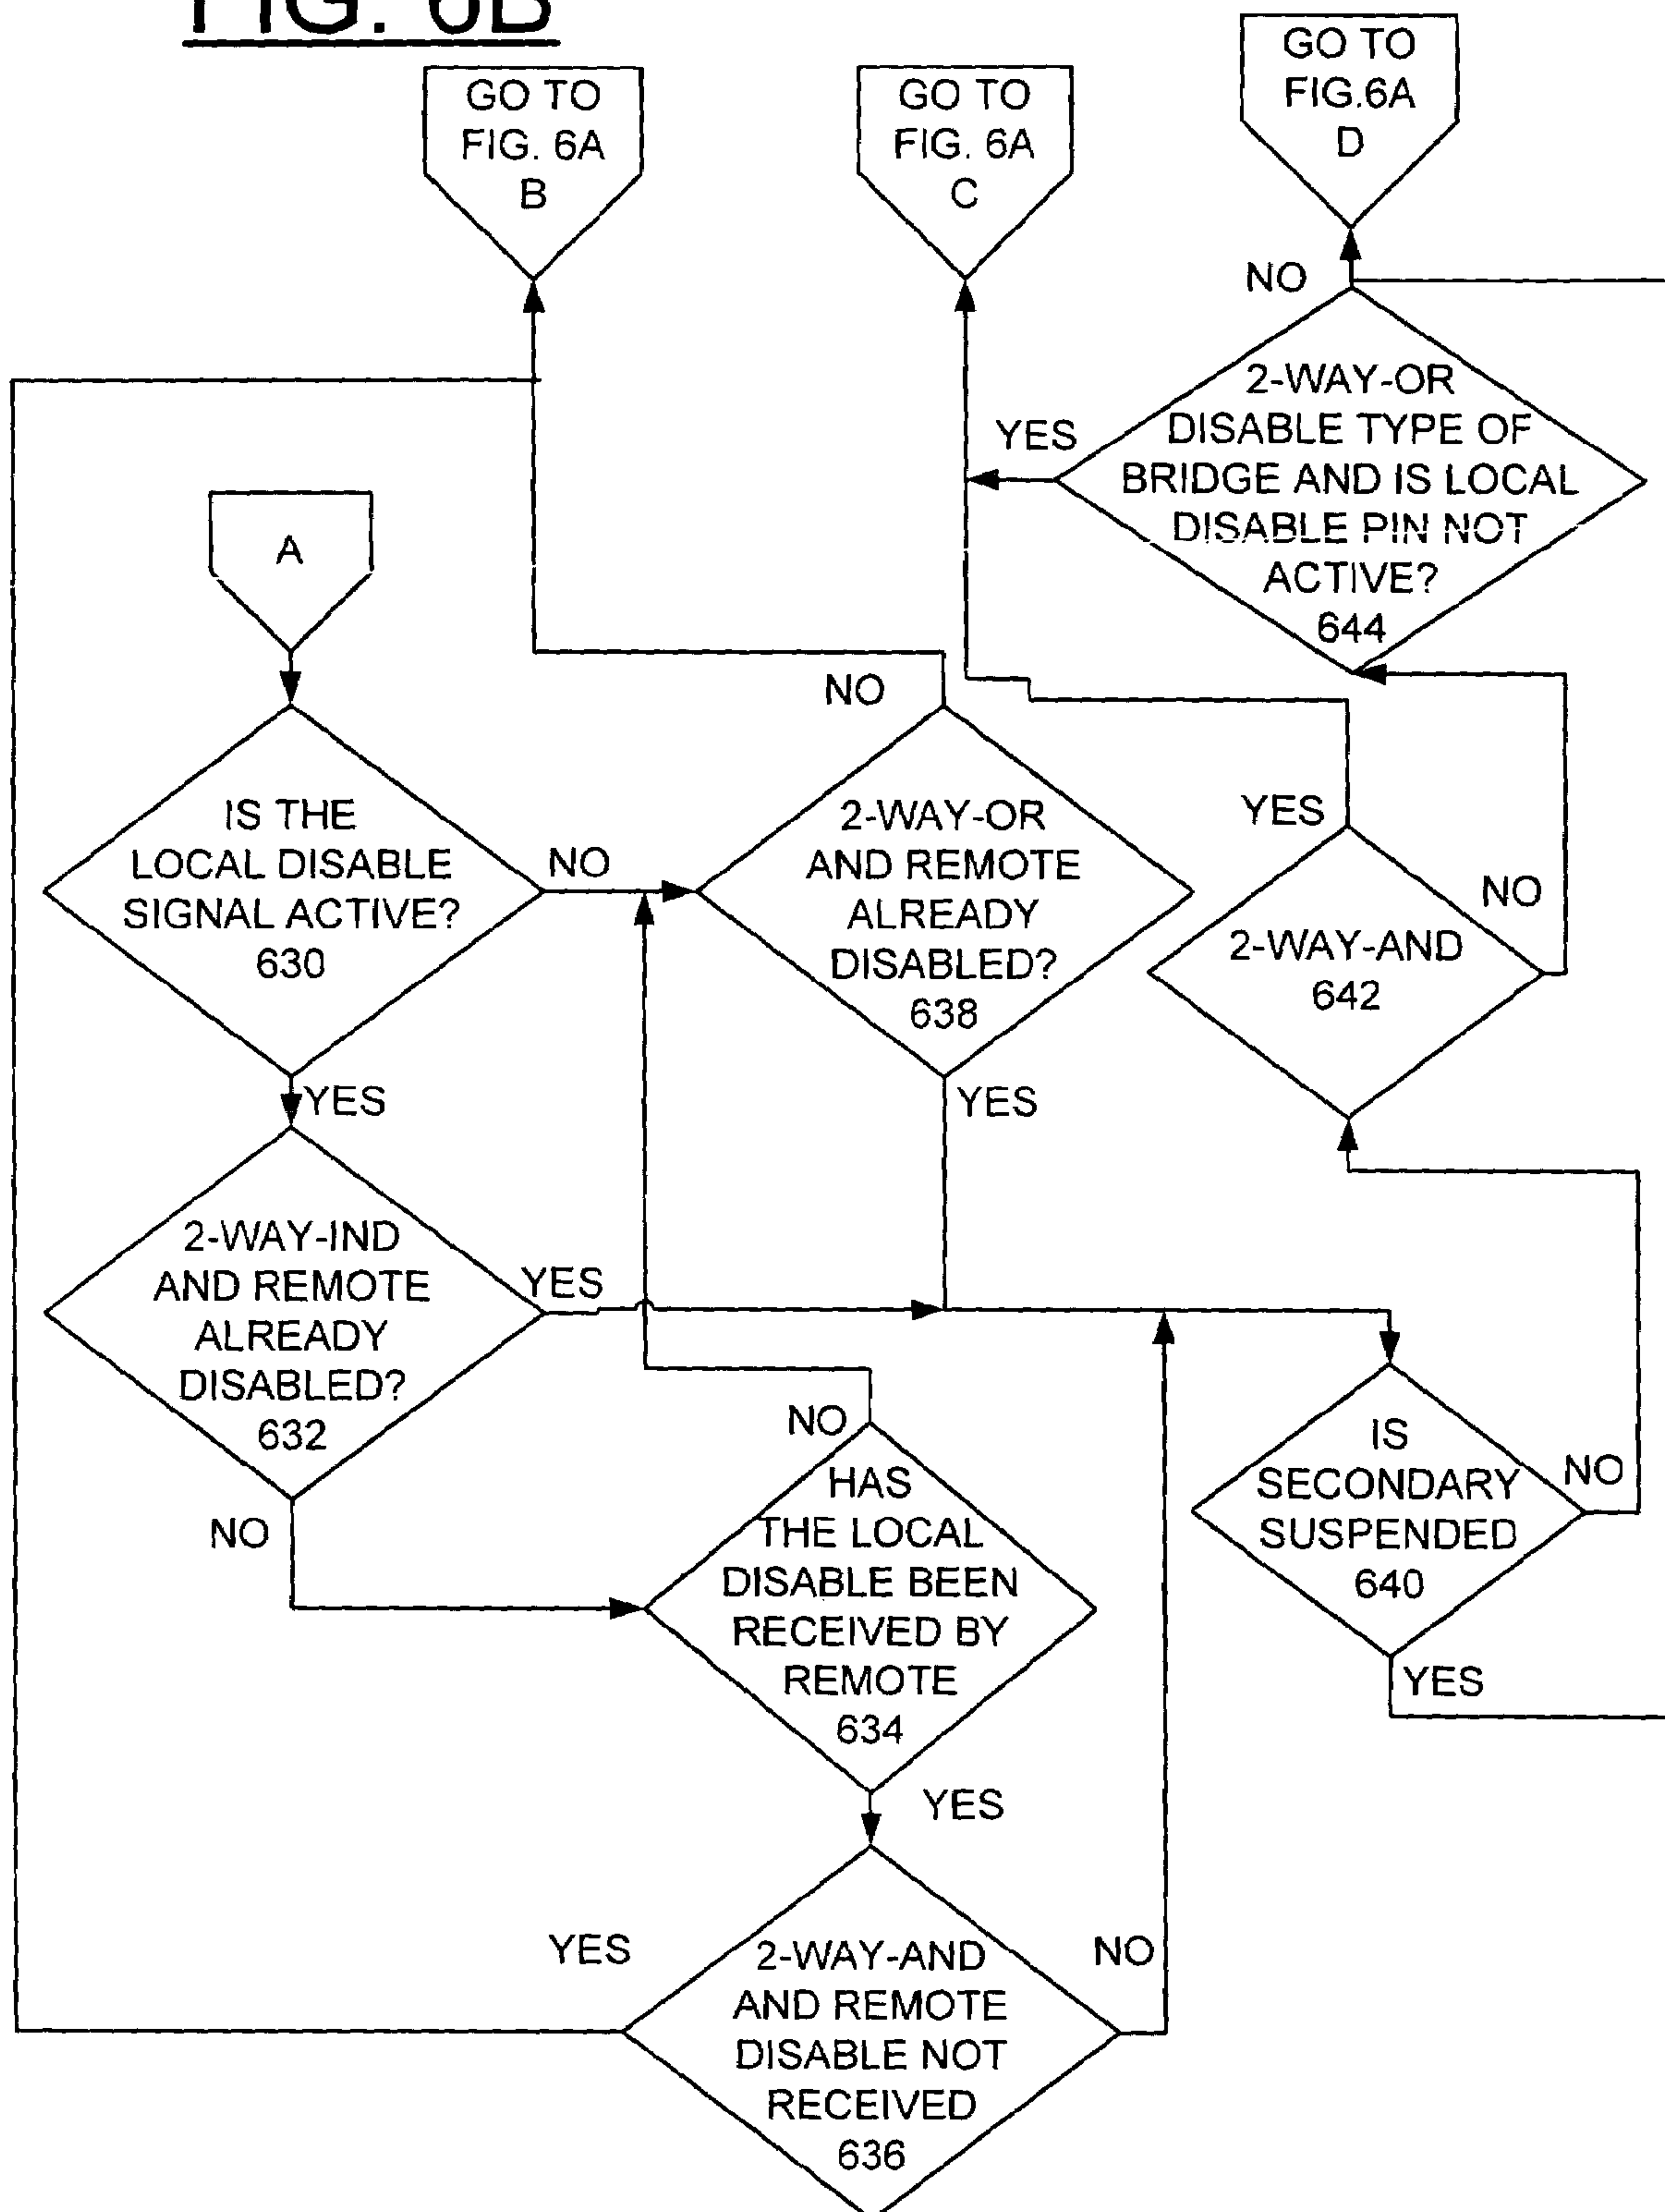 FIG. 6B
GO TO
FIG. 6A
B
GO TO
FIG. 6A
C
GO TO
FIG.6A
D
NO
2-WAY-OR
DISABLE TYPE OF
BRIDGE AND IS LOCAL
DISABLE PIN NOT
ACTIVE?
644
YES
A
NO
IS THE
LOCAL DISABLE
SIGNAL ACTIVE?
630
NO
2-WAY-OR
AND REMOTE
ALREADY
DISABLED?
638
YES
NO
2-WAY-AND
642
YES
YES
2-WAY-IND
AND REMOTE
ALREADY
DISABLED?
632
YES
NO
NO
HAS
THE LOCAL
DISABLE BEEN
RECEIVED BY
REMOTE
634
IS
SECONDARY
SUSPENDED
640
NO
YES
YES
YES
2-WAY-AND
AND REMOTE
DISABLE NOT
RECEIVED
636
NO